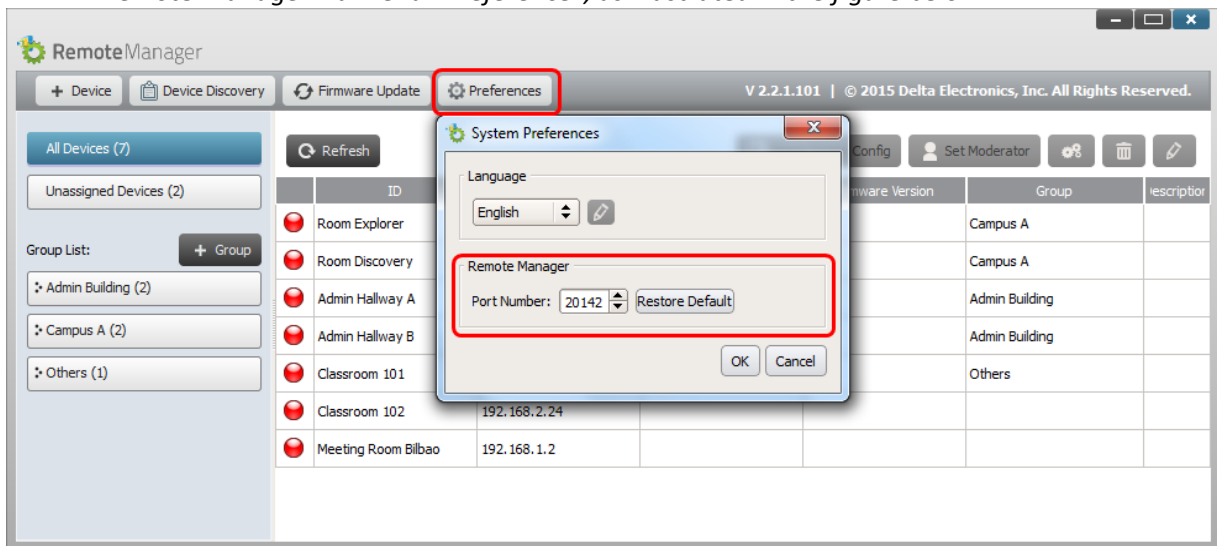 RemoteManager
+ Device Device Discovery Firmware Update Preferences V 2.2.1.101 | © 2015 Delta Electronics, Inc. All Rights Reserved.
System Preferences
All Devices (7)
Refresh
Config Set Moderator
Language
Unassigned Devices (2)
ID
Group
English
Room Explorer
Campus A
Group List: + Group
Room Discovery
Campus A
Remote Manager
Admin Building (2)
Admin Hallway A
Port Number: 20142 Restore Default
Admin Building
Campus A (2)
Admin Hallway B
Admin Building
OK Cancel
Others (1)
Classroom 101
Others
Classroom 102 192.168.2.24
Meeting Room Bilbao 192.168.1.2